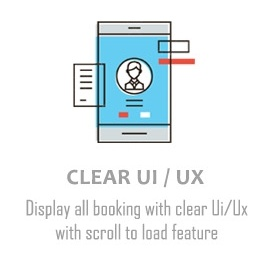 CLEAR UI / UX
Display all booking with clear Ui/Ux
with scroll to load feature